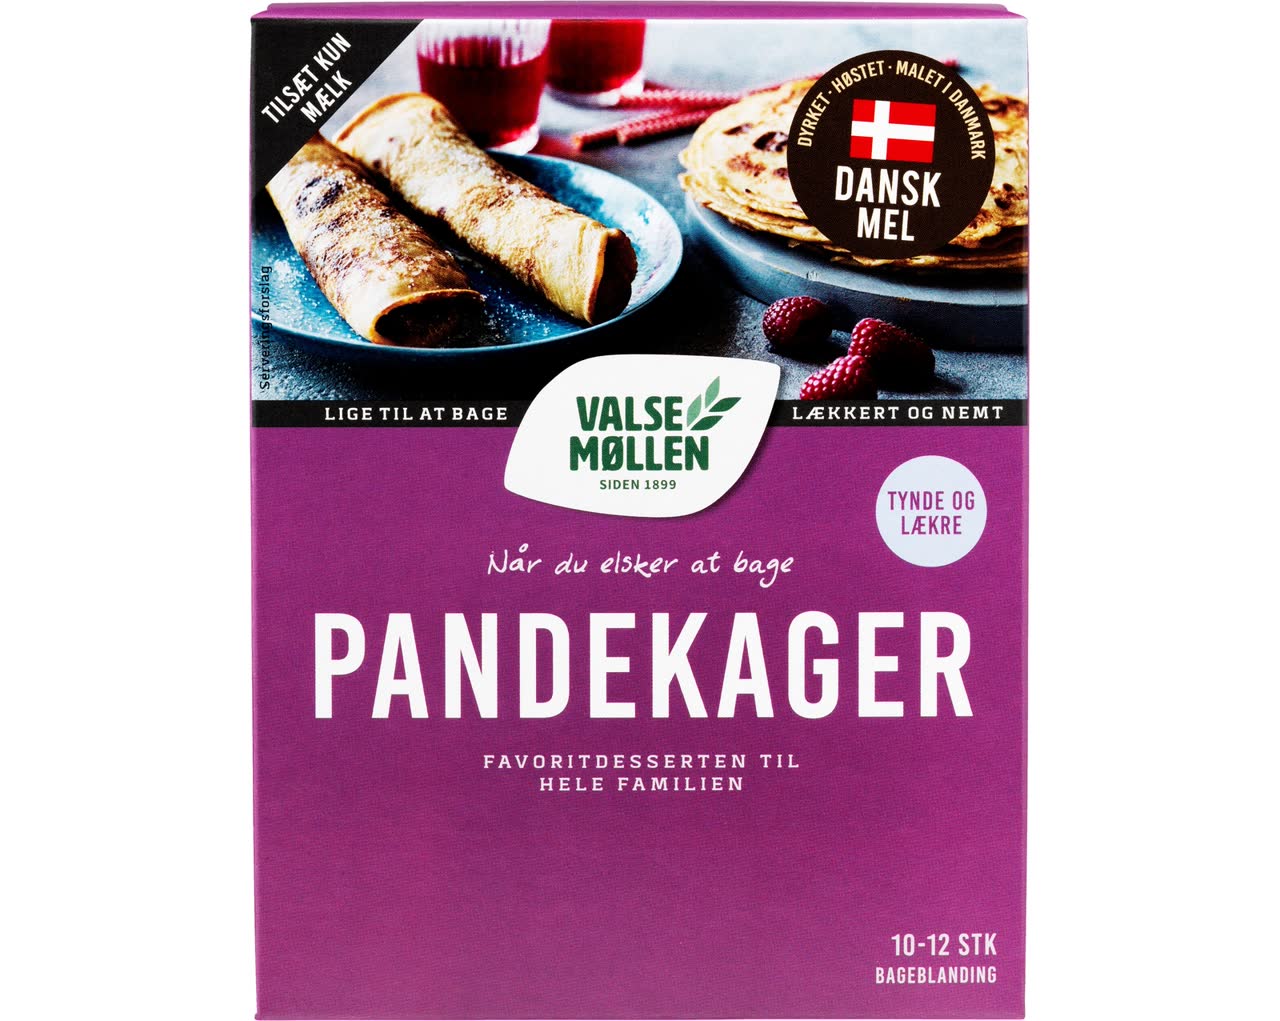 TILSÆT KUN
MÆLK
DYRKET · HØSTET · MALET I DANMARK
DANSK
MEL
Serveringsforslag
LIGE TIL AT BAGE
VALSE
MØLLEN
SIDEN 1899
LÆKKERT OG NEMT
TYNDE OG
LÆKRE
Når du elsker at bage
PANDEKAGER
FAVORITDESSERTEN TIL
HELE FAMILIEN
10-12 STK
BAGEBLANDING